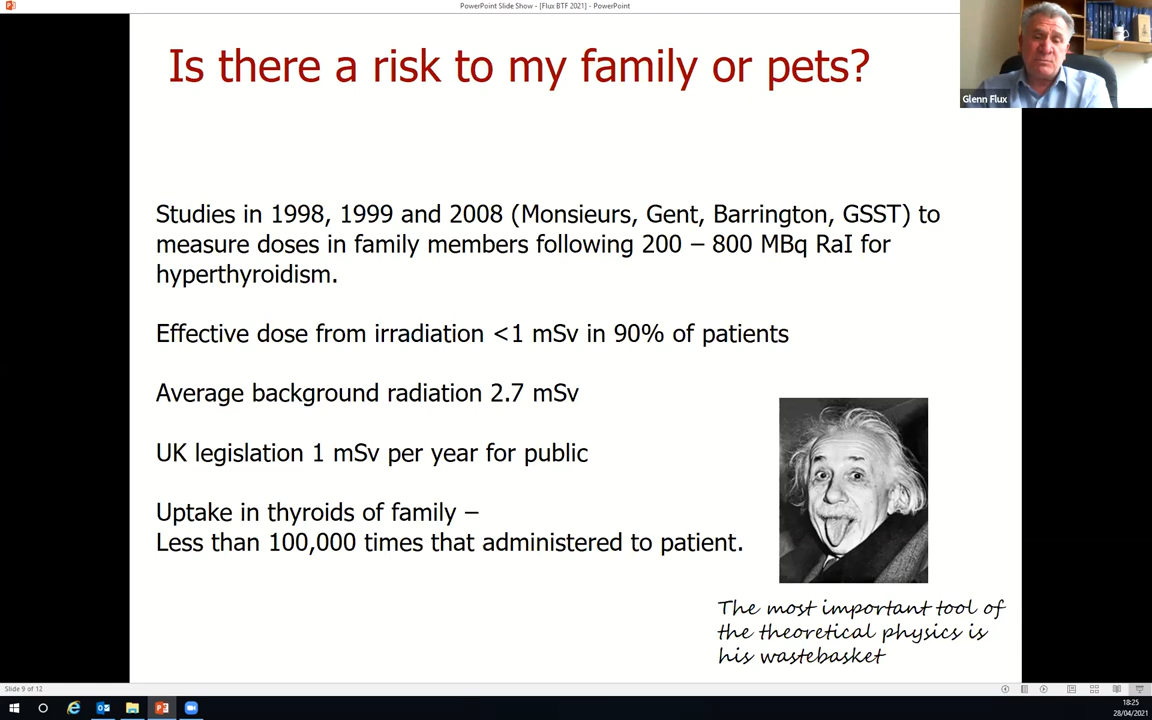 PowerPoint Slide Show - [Flux BTF 2021] - PowerPoint
Is there a risk to my family or pets?
Glenn Flux
Studies in 1998, 1999 and 2008 (Monsieurs, Gent, Barrington, GSST) to
measure doses in family members following 200 – 800 MBq RaI for
hyperthyroidism.
Effective dose from irradiation <1 mSv in 90% of patients
Average background radiation 2.7 mSv
UK legislation 1 mSv per year for public
Uptake in thyroids of family –
Less than 100,000 times that administered to patient.
The most important tool of
the theoretical physics is
his wastebasket
Slide 9 of 12
18:25
28/04/2021